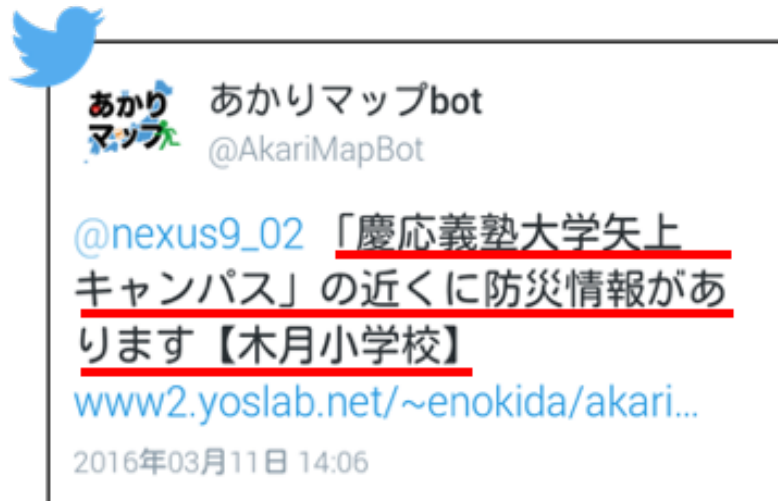 あかり
マップ
あかりマップbot
@AkariMapBot
@nexus9_02 「慶応義塾大学矢上
キャンパス」の近くに防災情報があ
ります【木月小学校】
www2.yoslab.net/~enokida/akari...
2016年03月11日 14:06